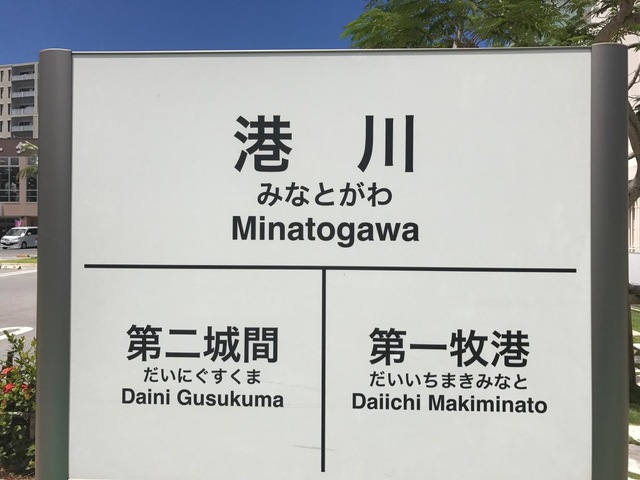 港 川
みなとがわ
Minatogawa
第二城間
だいにぐすくま
Daini Gusukuma
第一牧港
だいいちまきみなと
Daiichi Makiminato